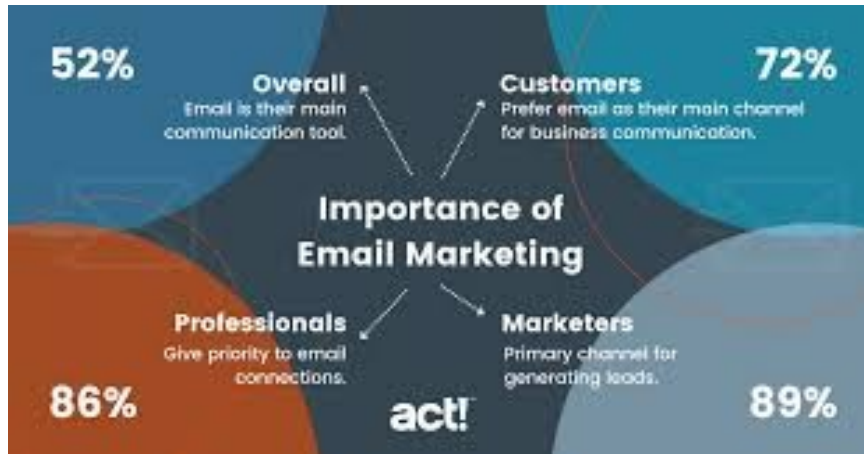 52%
Overall
Email is their main
communication tool.
72%
Customers
Prefer email as their main channel
for business communication.
Importance of
Email Marketing
Professionals
Give priority to email
connections.
86%
Marketers
Primary channel for
generating leads.
89%
act!